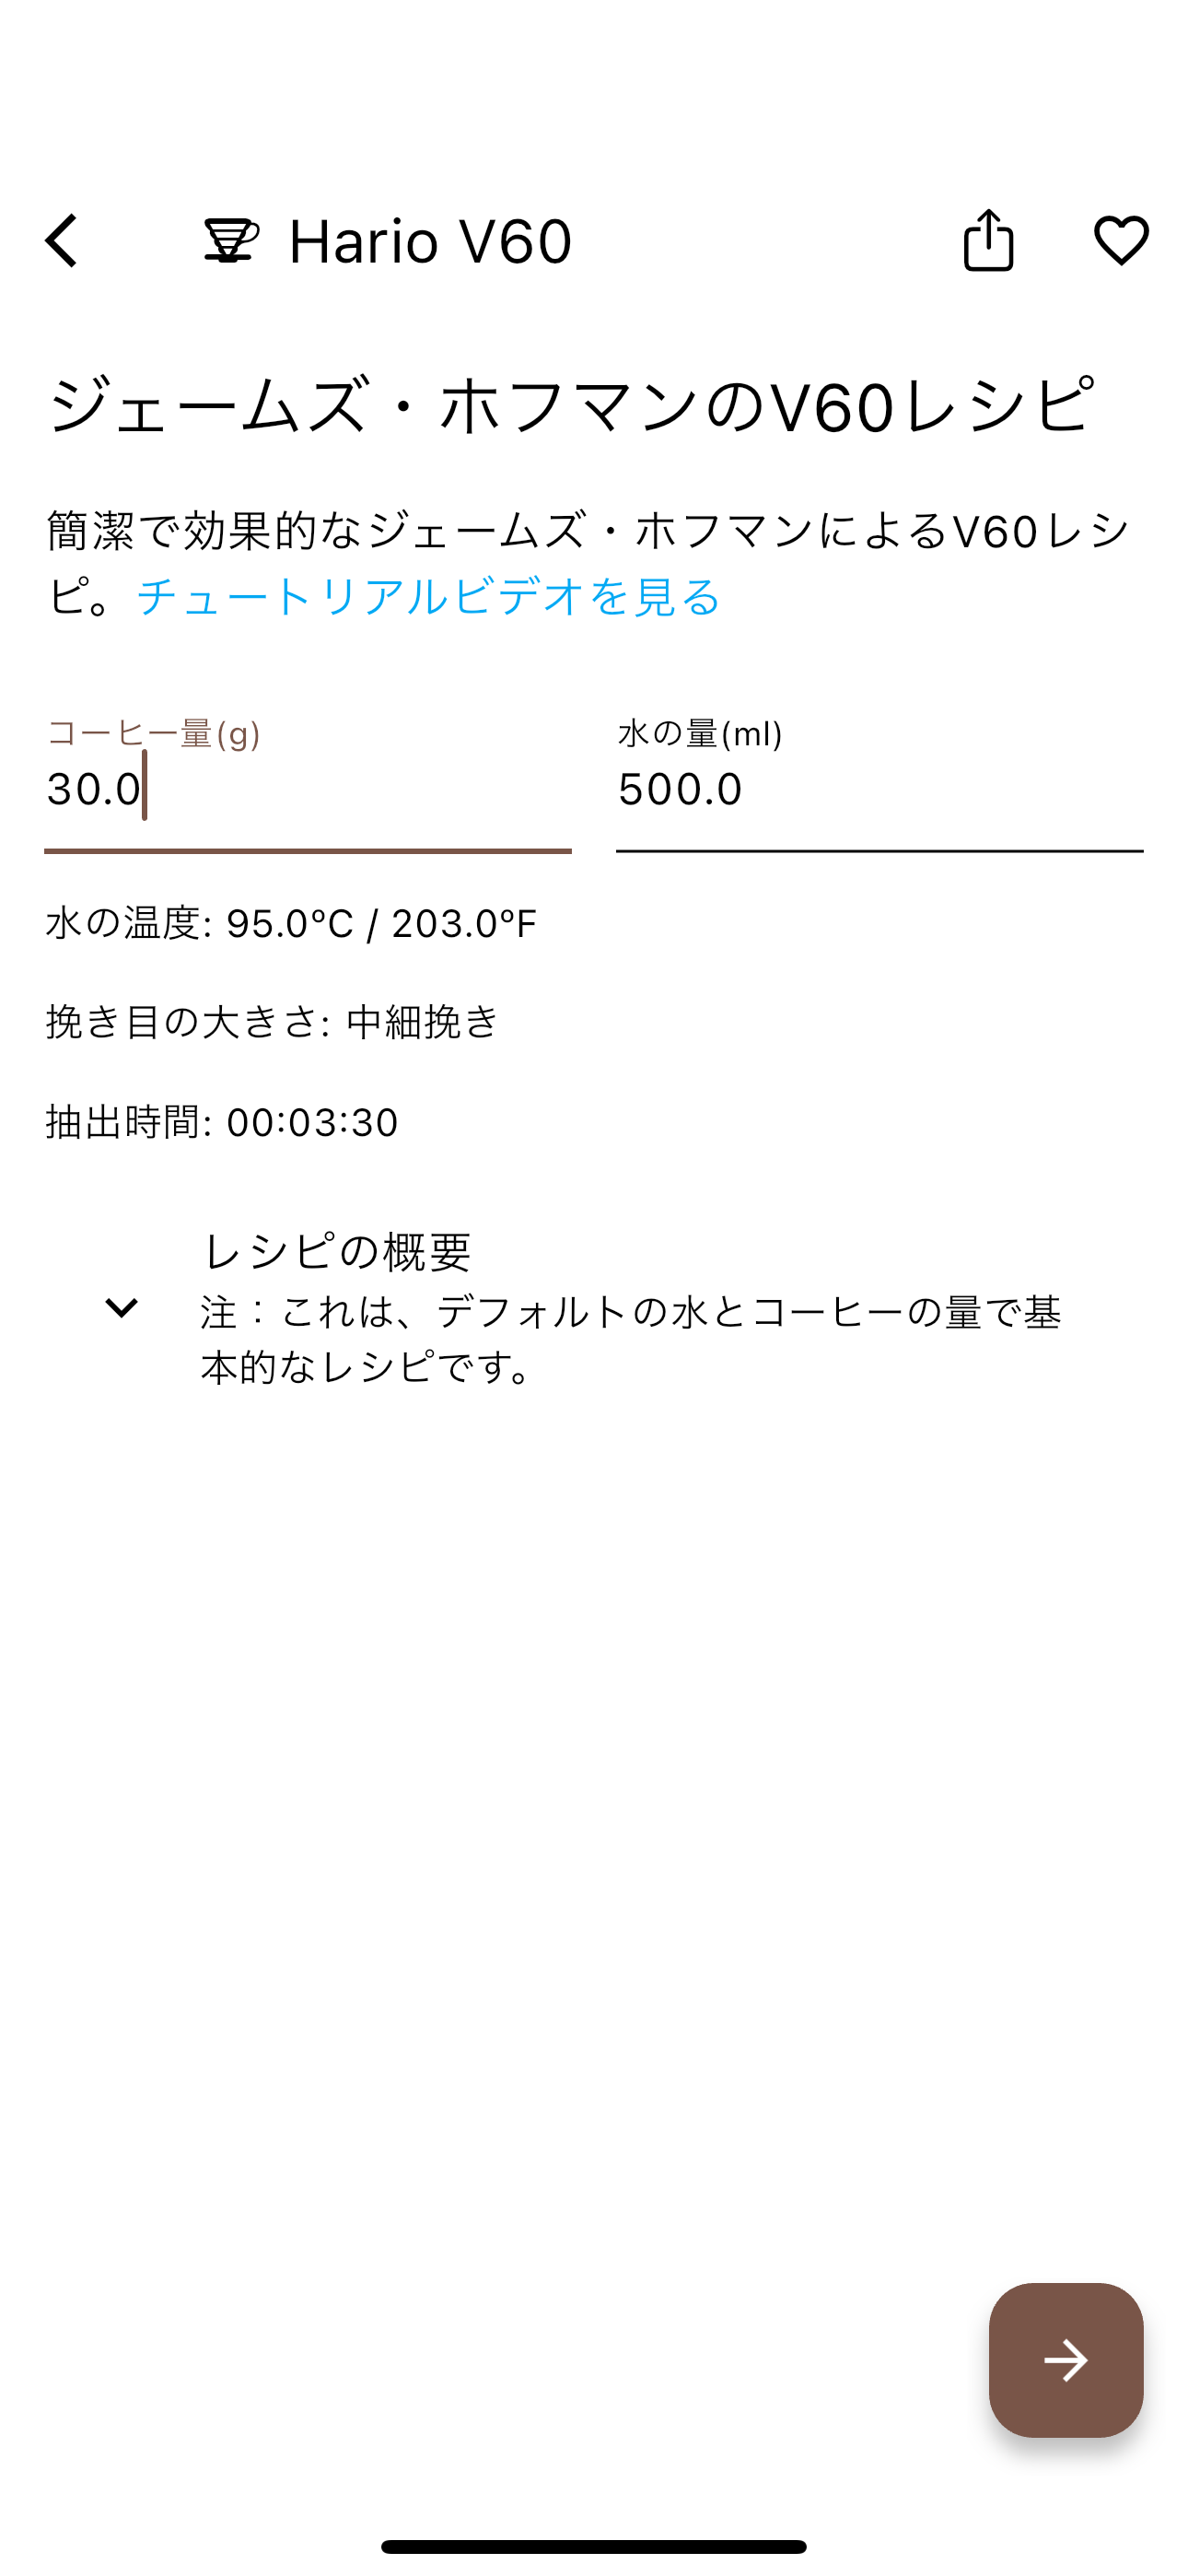 Hario V60
ジェームズ・ホフマンのV60レシピ
簡潔で効果的なジェームズ・ホフマンによるV60レシ
ピ。チュートリアルビデオを見る
コーヒー量(g)
水の量(ml)
30.0
500.0
水の温度: 95.0ºC / 203.0ºF
挽き目の大きさ: 中細挽き
抽出時間: 00:03:30
レシピの概要
注：これは、デフォルトの水とコーヒーの量で基
本的なレシピです。